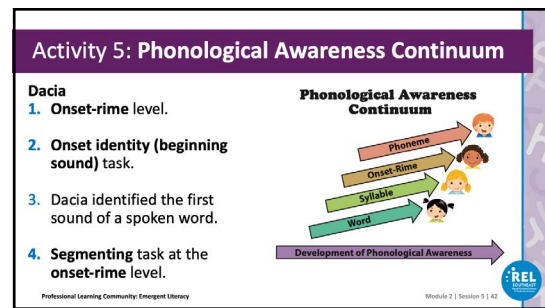 Activity 5: Phonological Awareness Continuum
Dacia
1. Onset-rime level.
2. Onset identity (beginning
sound) task.
3. Dacia identified the first
sound of a spoken word.
4. Segmenting task at the
onset-rime level.
Phonological Awareness
Continuum
Phoneme
Onset-Rime
Syllable
Word
Development of Phonological Awareness
Professional Learning Community: Emergent Literacy
Module 2 | Session 5 | 42
REL
SOUTHEAST